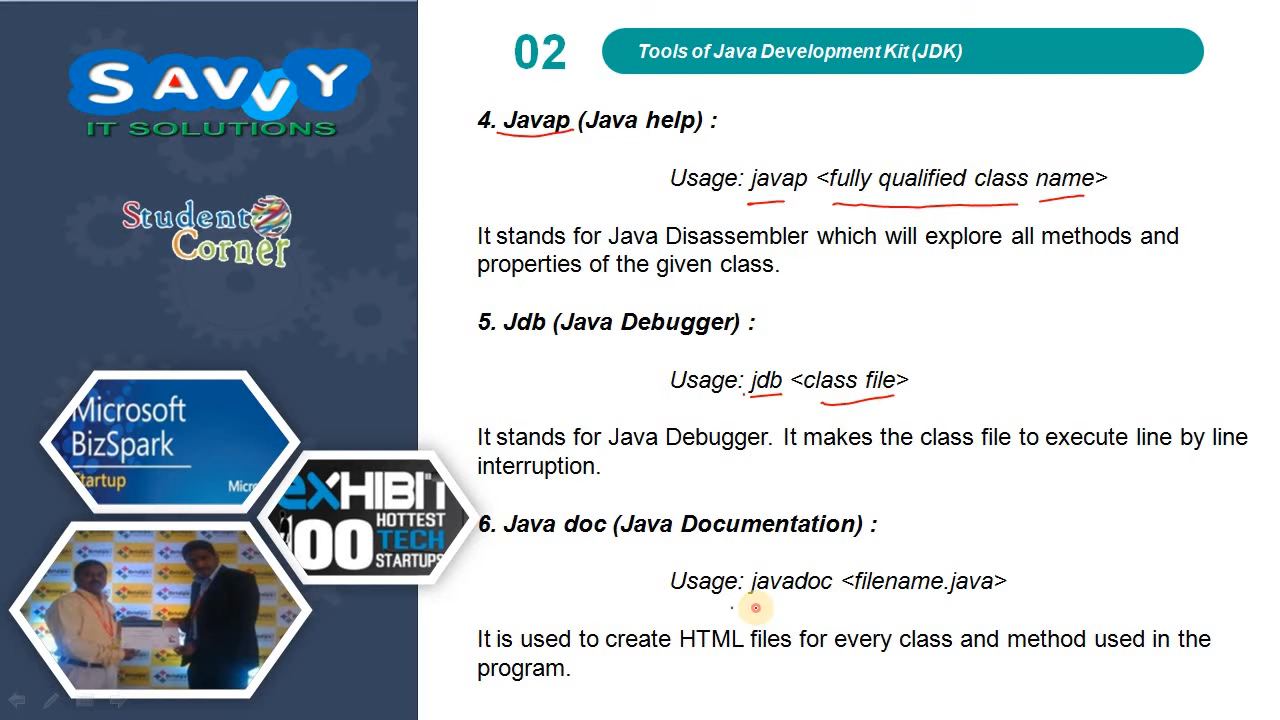 SAVVY
IT SOLUTIONS
Student
Corner
Microsoft
BizSpark
Startup
Micros
eXHIBIT
100 HOTTEST
TECH
STARTUPS
02
Tools of Java Development Kit (JDK)
4. Javap (Java help) :
Usage: javap <fully qualified class name>
It stands for Java Disassembler which will explore all methods and
properties of the given class.
5. Jdb (Java Debugger) :
Usage: jdb <class file>
It stands for Java Debugger. It makes the class file to execute line by line
interruption.
6. Java doc (Java Documentation) :
Usage: javadoc <filename.java>
It is used to create HTML files for every class and method used in the
program.